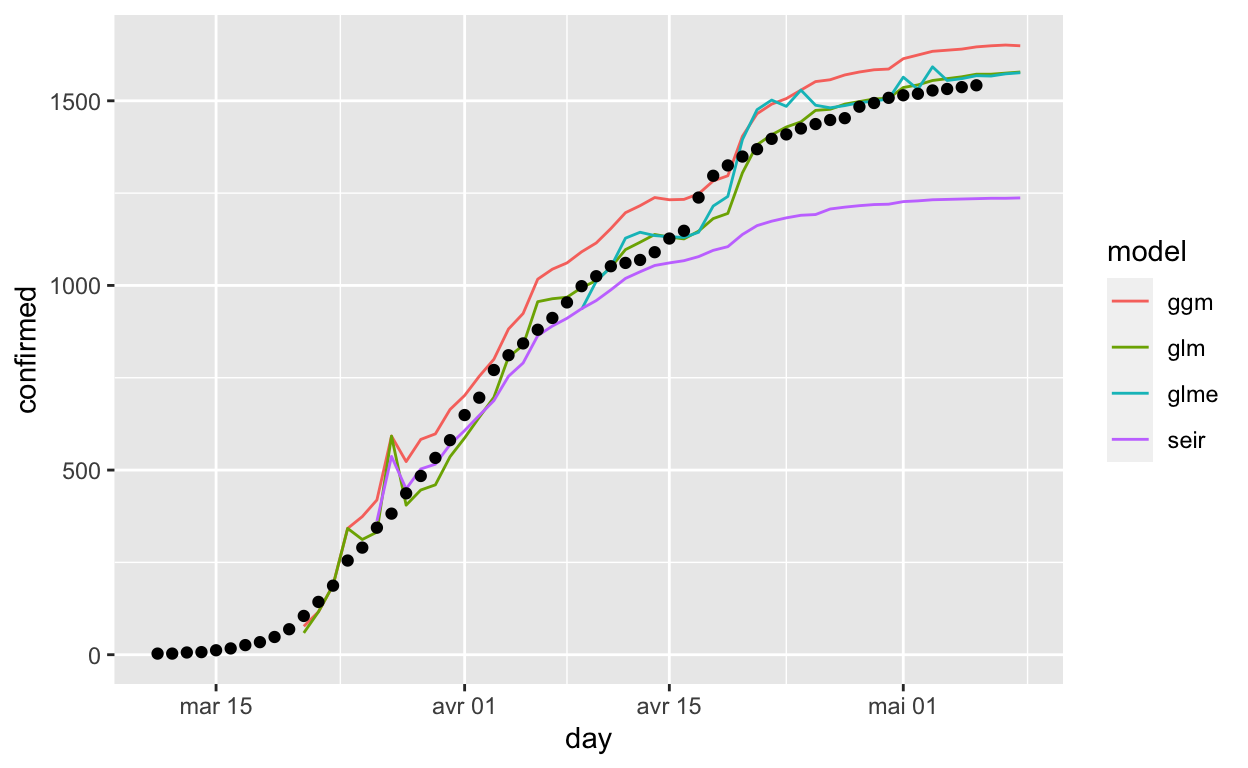 confirmed
1500
1000
500
0
mar 15
avr 01
avr 15
mai 01
day
model
ggm
glm
glme
seir